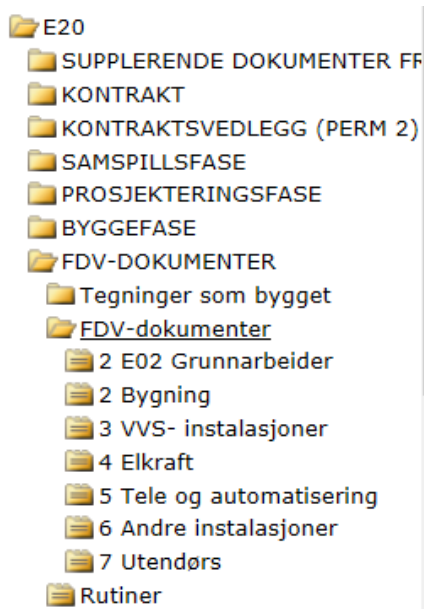 E20
SUPPLERENDE DOKUMENTER FR
KONTRAKT
KONTRAKTSVEDLEGG (PERM 2)
SAMSPILLSFASE
PROSJEKTERINGSFASE
BYGGEFASE
FDV-DOKUMENTER
Tegninger som bygget
FDV-dokumenter
2 E02 Grunnarbeider
2 Bygning
3 VVS- instalasjoner
4 Elkraft
5 Tele og automatisering
6 Andre instalasjoner
7 Utendørs
Rutiner